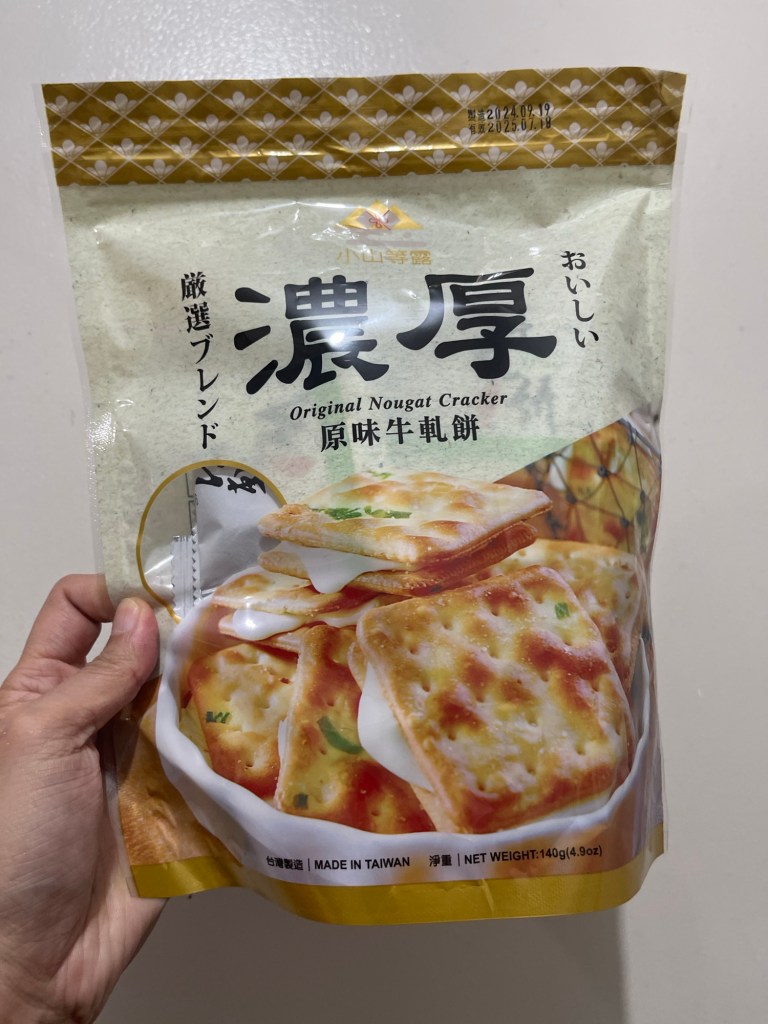 製造2024.09.19
有效2025.07.18
小山等露
濃厚
おいしい
厳選ブレンド
Original Nougat Cracker
原味牛軋餅
台灣製造 | MADE IN TAIWAN 淨重 | NET WEIGHT:140g(4.9oz)